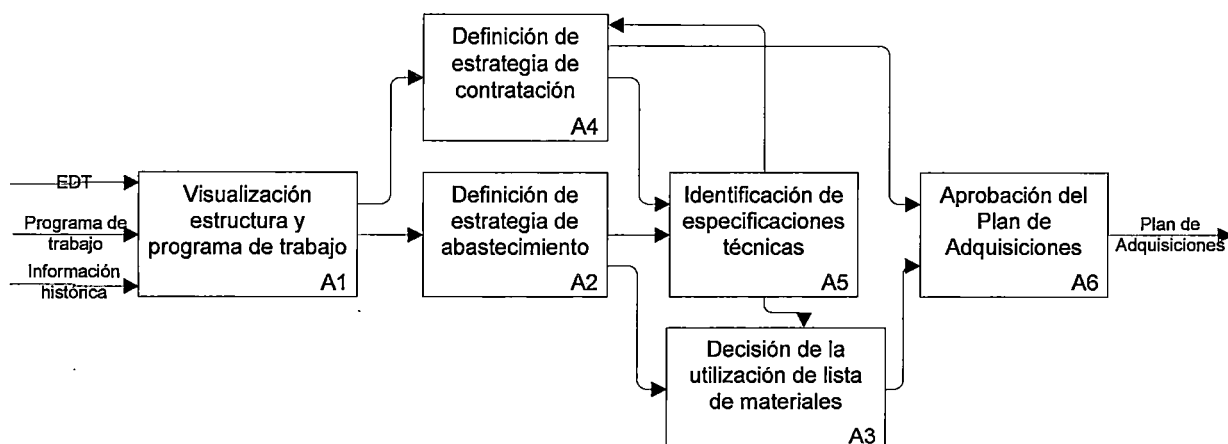 Definición de
estrategia de
contratación
A4
EDT
Programa de
trabajo
Información
histórica
Visualización
estructura y
programa de trabajo
A1
Definición de
estrategia de
abastecimiento
A2
Identificación de
especificaciones
técnicas
A5
Aprobación del
Plan de
Adquisiciones
A6
Plan de
Adquisiciones
Decisión de la
utilización de lista
de materiales
A3